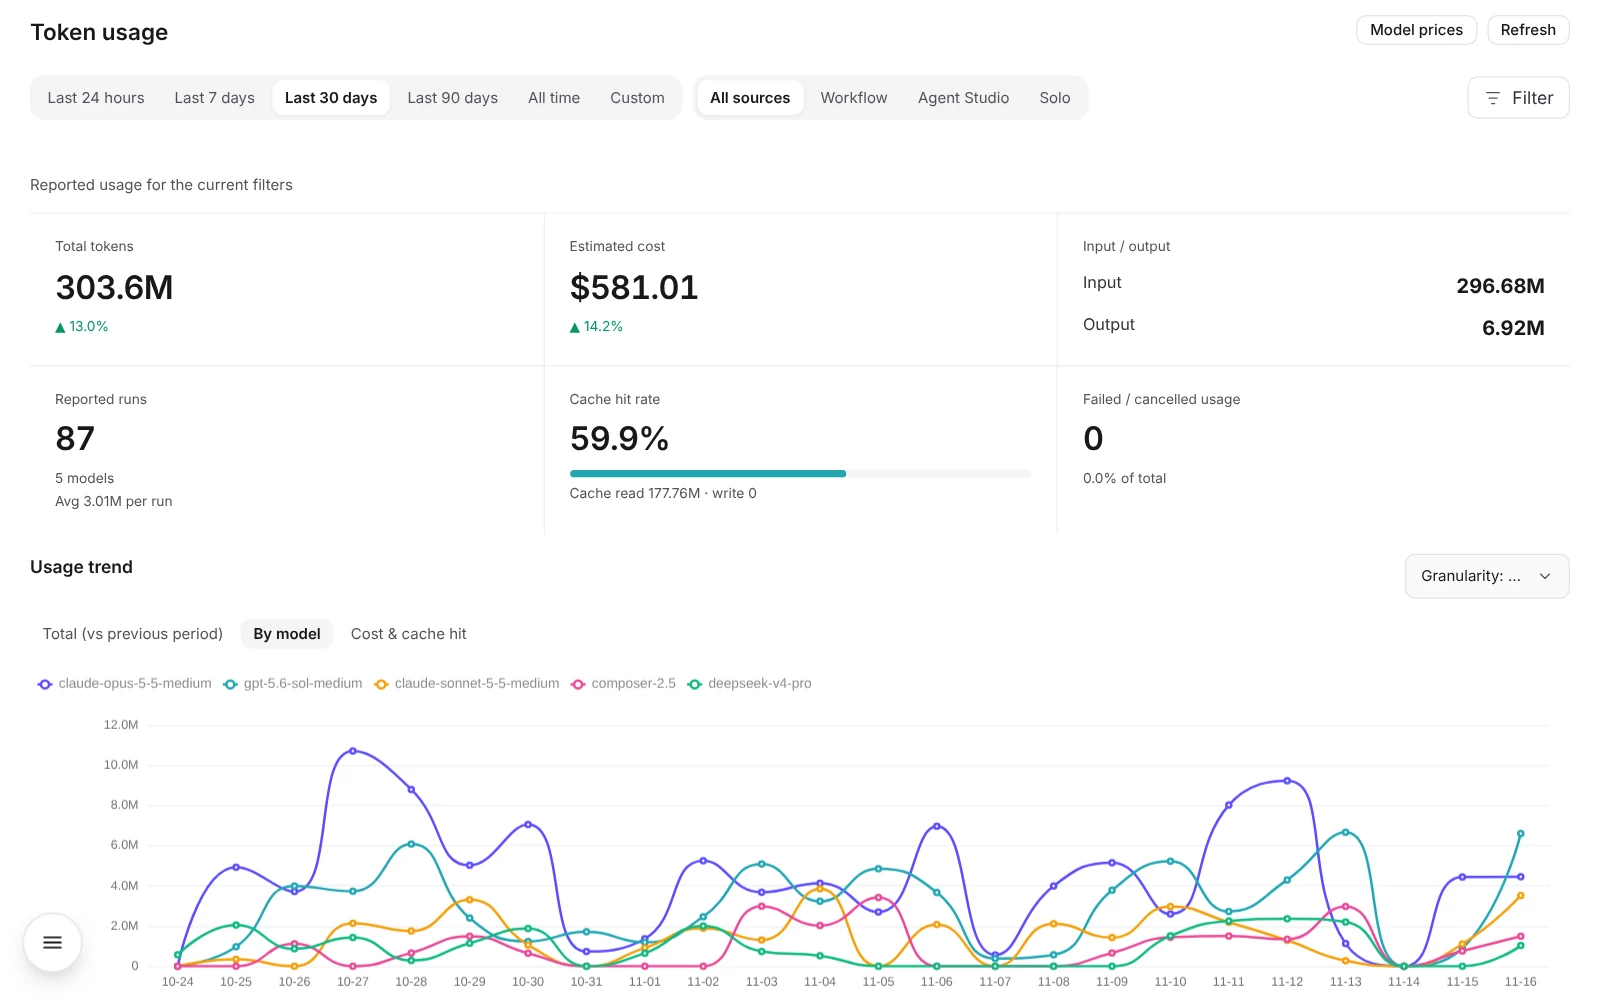 Token usage
Model prices
Refresh
Last 24 hours
Last 7 days
Last 30 days
Last 90 days
All time
Custom
All sources
Workflow
Agent Studio
Solo
Filter
Reported usage for the current filters
Total tokens
303.6M
▲ 13.0%
Estimated cost
$581.01
▲ 14.2%
Input / output
Input 296.68M
Output 6.92M
Reported runs
87
5 models
Avg 3.01M per run
Cache hit rate
59.9%
Cache read 177.76M · write 0
Failed / cancelled usage
0
0.0% of total
Usage trend
Granularity: ...
Total (vs previous period)
By model
Cost & cache hit
claude-opus-5-5-medium
gpt-5.6-sol-medium
claude-sonnet-5-5-medium
composer-2.5
deepseek-v4-pro
12.0M
10.0M
8.0M
6.0M
4.0M
2.0M
0
10-24 10-25 10-26 10-27 10-28 10-29 10-30 10-31 11-01 11-02 11-03 11-04 11-05 11-06 11-07 11-08 11-09 11-10 11-11 11-12 11-13 11-14 11-15 11-16